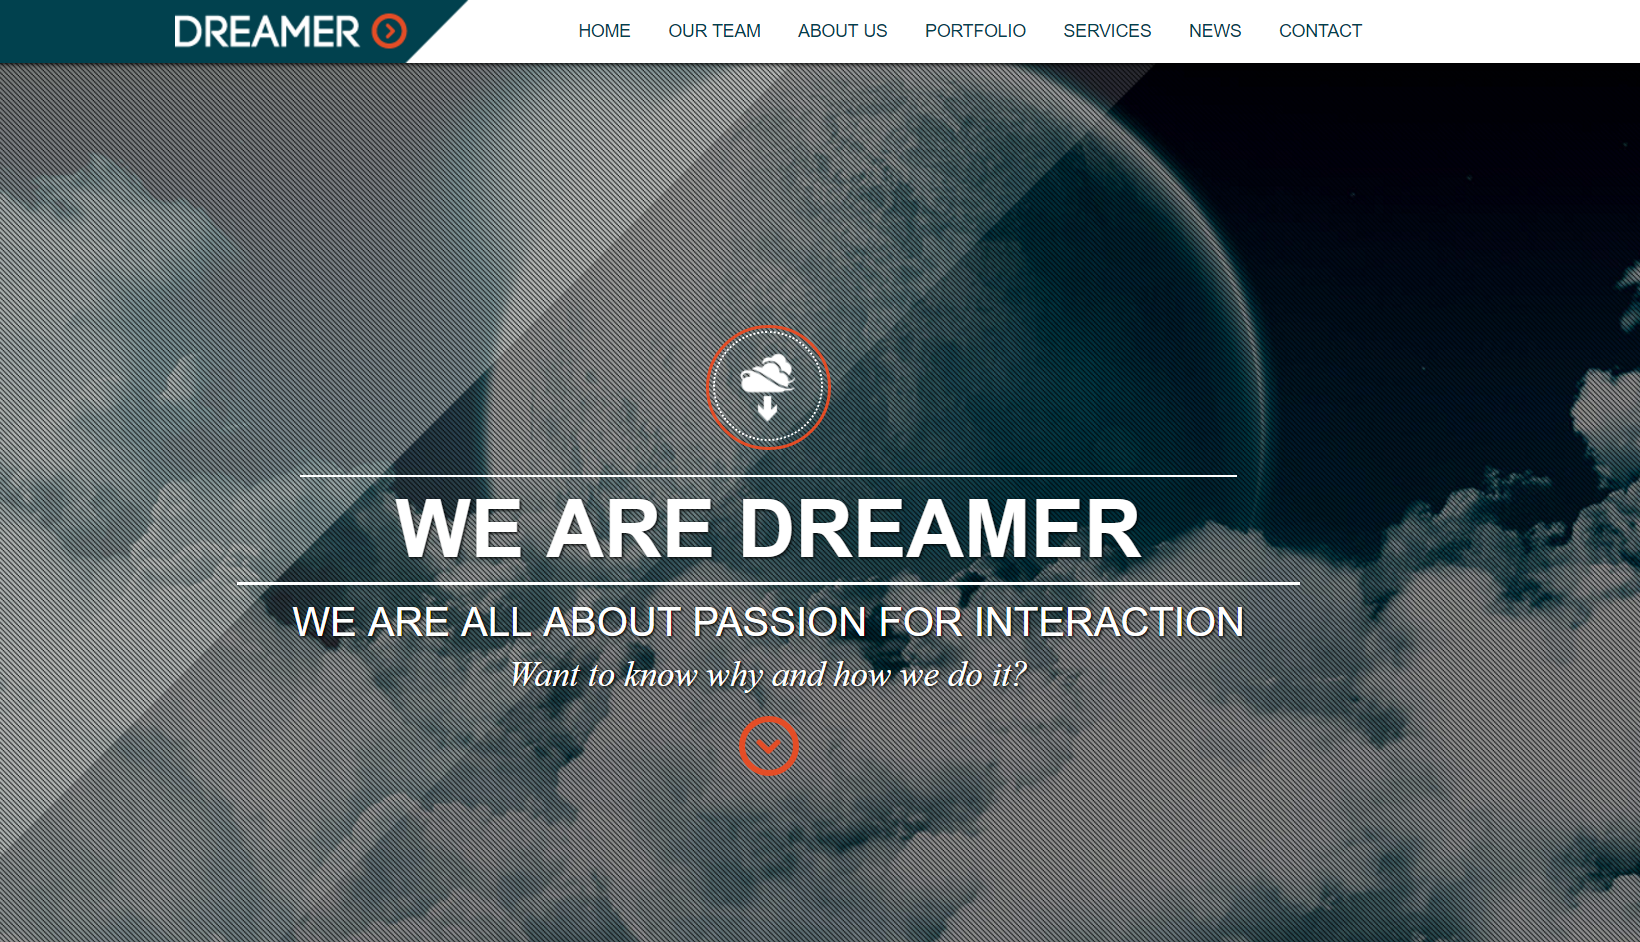 DREAMER
HOME OUR TEAM ABOUT US PORTFOLIO SERVICES NEWS CONTACT
WE ARE DREAMER
WE ARE ALL ABOUT PASSION FOR INTERACTION
Want to know why and how we do it?